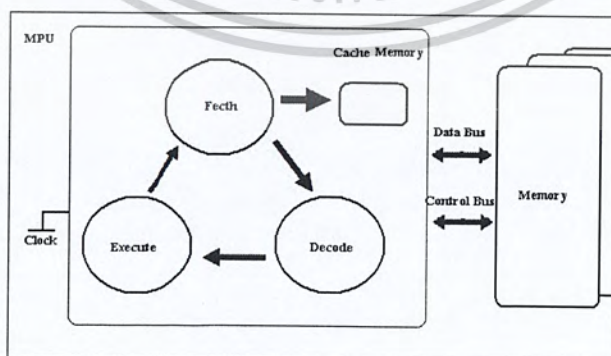 MPU
Cache Memory
Fecth
Data Bus
Control Bus
Memory
Clock
Execute
Decode